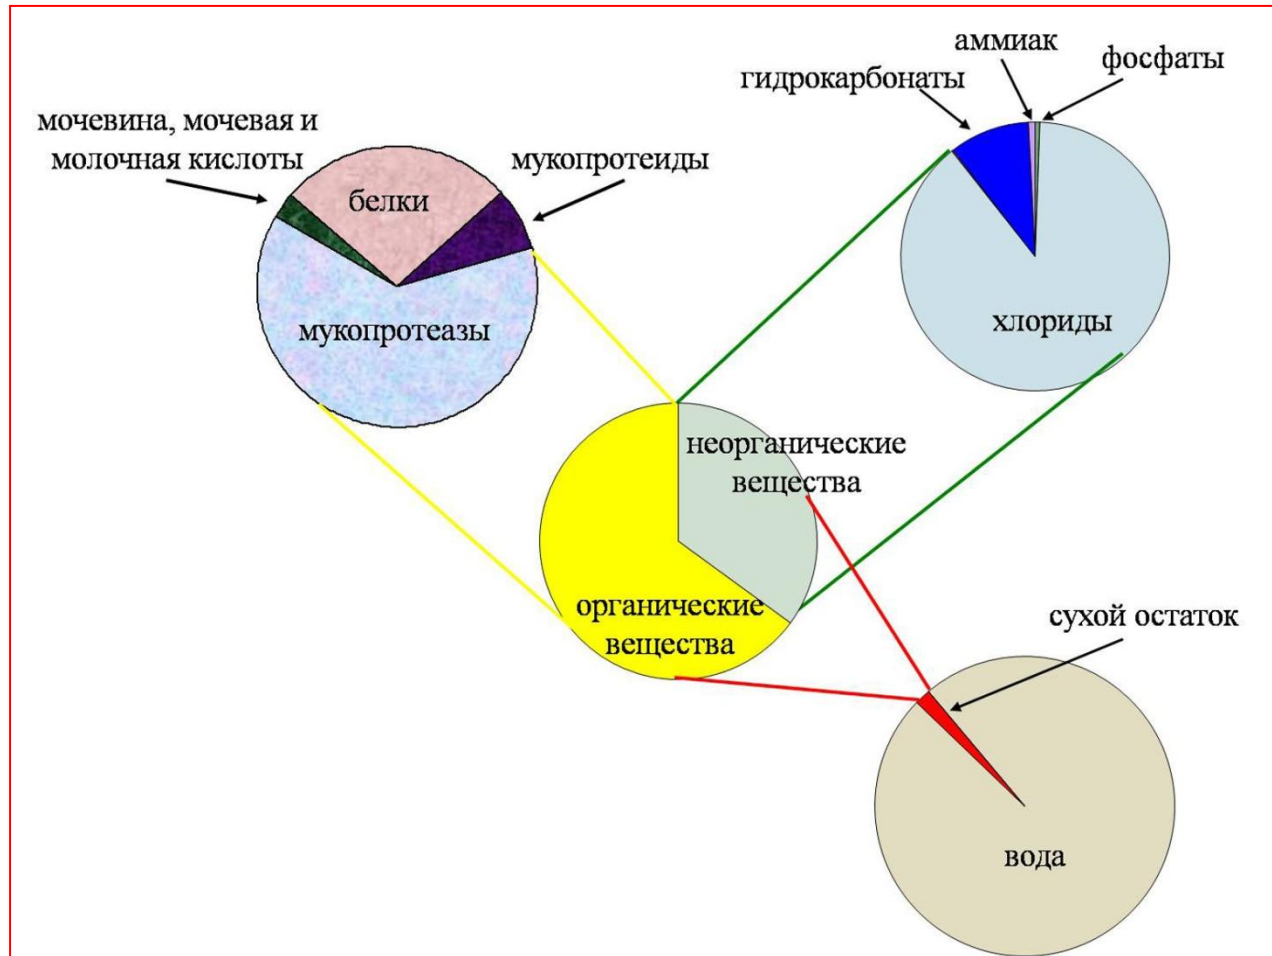 аммиак
фосфаты
гидрокарбонаты
мочевина, мочевая и
молочная кислоты
мукопротеиды
белки
мукопротеазы
хлориды
неорганические
вещества
органические
вещества
сухой остаток
вода